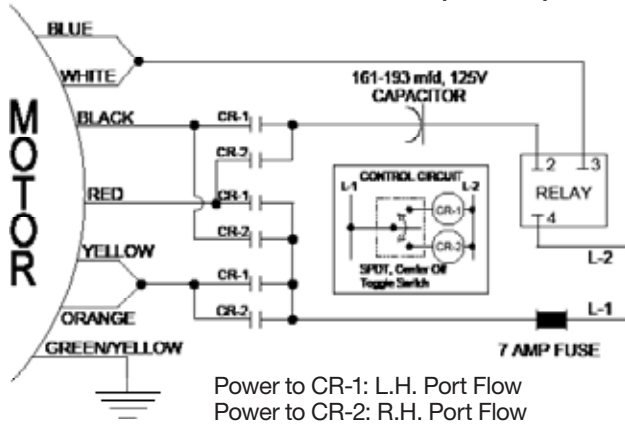 BLUE
WHITE
161-193 mfd, 125V
CAPACITOR
BLACK
CR-1
CR-2
2
3
RELAY
4
MOTOR
CONTROL CIRCUIT
L-1
L-2
CR-1
CR-2
SPDT, Center Off
Toggle Switch
RED
CR-1
CR-2
YELLOW
CR-1
CR-2
L-2
L-1
ORANGE
7 AMP FUSE
GREEN/YELLOW
Power to CR-1: L.H. Port Flow
Power to CR-2: R.H. Port Flow